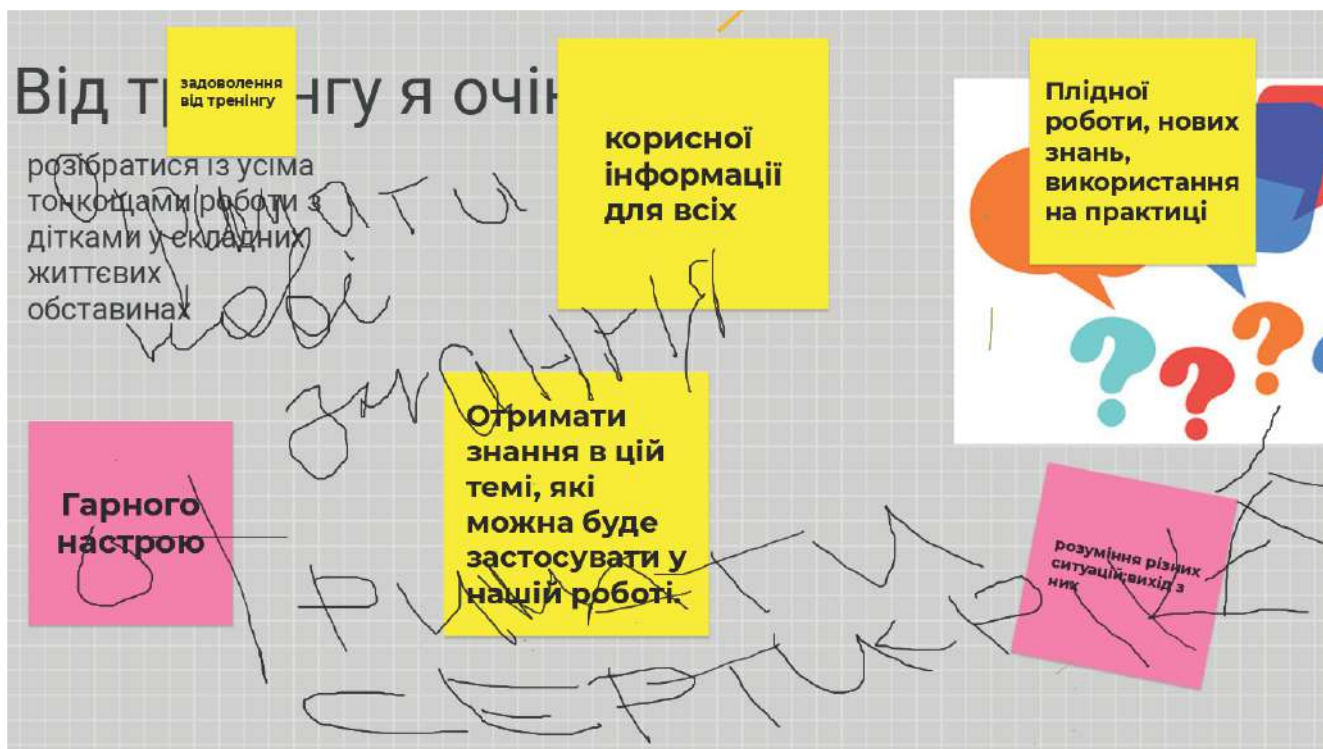 Від тр нгу я очі
задоволення
від тренінгу
розібратися із усіма
тонкощами роботи з
дітками у складних
життєвих
обставинах
корисної
інформації
для всіх
Плідної
роботи, нових
знань,
використання
на практиці
? ? ?
нові
знання
Гарного
настрою
Отримати
знання в цій
темі, які
можна буде
застосувати у
нашій роботі.
розуміння різних
ситуацій;вихід з
них